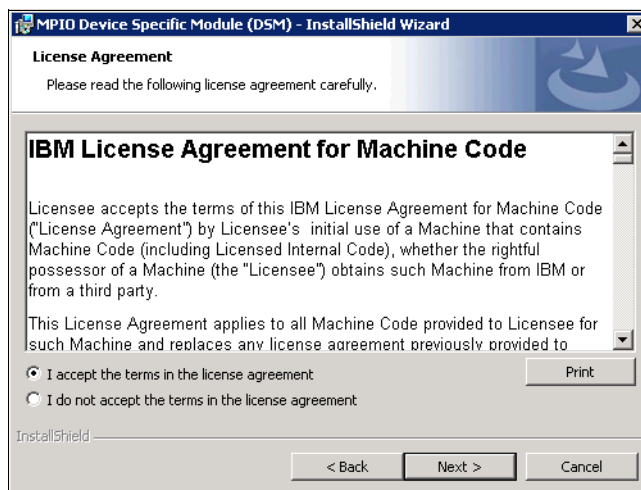 MPIO Device Specific Module (DSM) - InstallShield Wizard
License Agreement
Please read the following license agreement carefully.
IBM License Agreement for Machine Code
Licensee accepts the terms of this IBM License Agreement for Machine Code
("License Agreement") by Licensee's  initial use of a Machine that contains
Machine Code (including Licensed Internal Code), whether the rightful
possessor of a Machine (the "Licensee") obtains such Machine from IBM or
from a third party.
This License Agreement applies to all Machine Code provided to Licensee for
such Machine and replaces any license agreement previously provided to
I accept the terms in the license agreement
Print
I do not accept the terms in the license agreement
InstallShield
< Back
Next >
Cancel